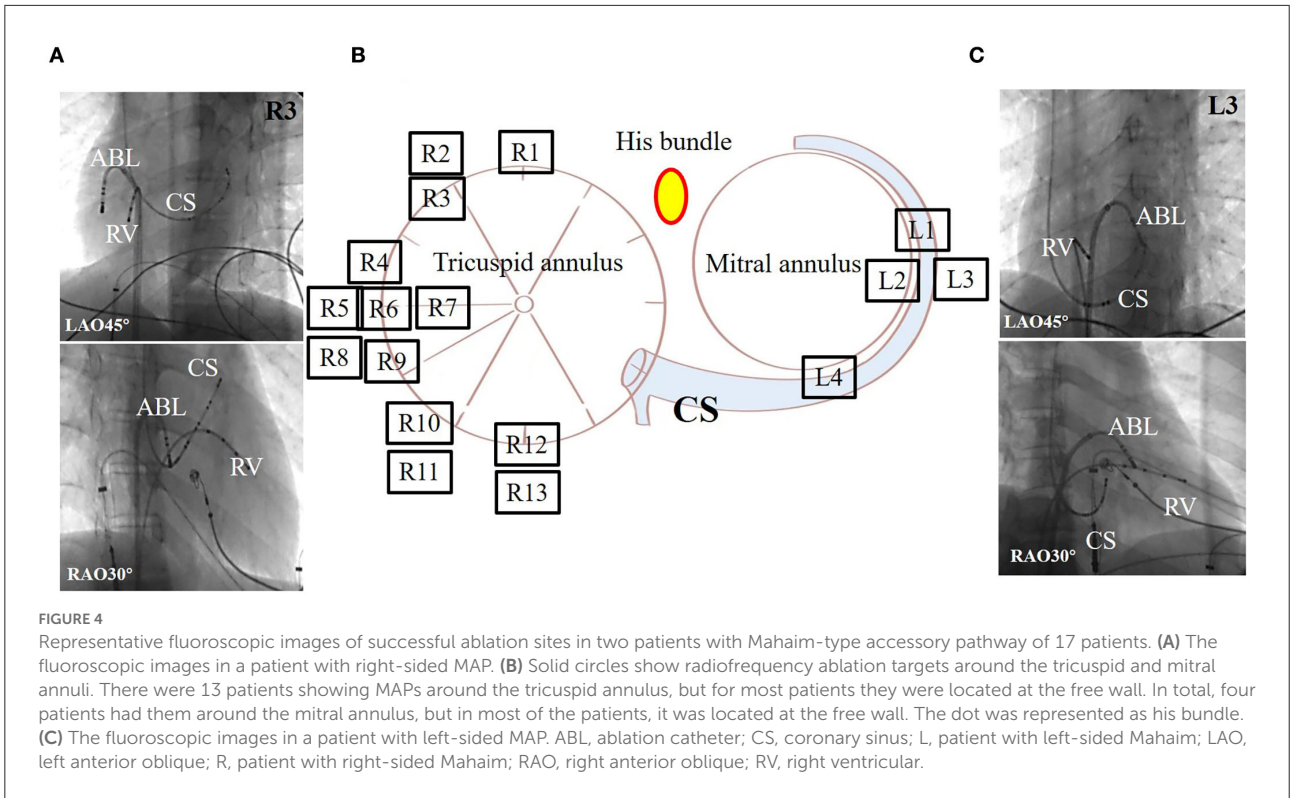 A
B
C
R3
ABL
CS
RV
LAO45°
CS
ABL
RV
RAO30°
His bundle
R1
R2
R3
R4
Tricuspid annulus
R5
R6
R7
R8
R9
R10
R11
R12
R13
Mitral annulus
L1
L2
L3
L4
CS
L3
ABL
RV
CS
LAO45°
ABL
RV
CS
RAO30°
FIGURE 4
Representative fluoroscopic images of successful ablation sites in two patients with Mahaim-type accessory pathway of 17 patients. (A) The
fluoroscopic images in a patient with right-sided MAP. (B) Solid circles show radiofrequency ablation targets around the tricuspid and mitral
annuli. There were 13 patients showing MAPs around the tricuspid annulus, but for most patients they were located at the free wall. In total, four
patients had them around the mitral annulus, but in most of the patients, it was located at the free wall. The dot was represented as his bundle.
(C) The fluoroscopic images in a patient with left-sided MAP. ABL, ablation catheter; CS, coronary sinus; L, patient with left-sided Mahaim; LAO,
left anterior oblique; R, patient with right-sided Mahaim; RAO, right anterior oblique; RV, right ventricular.